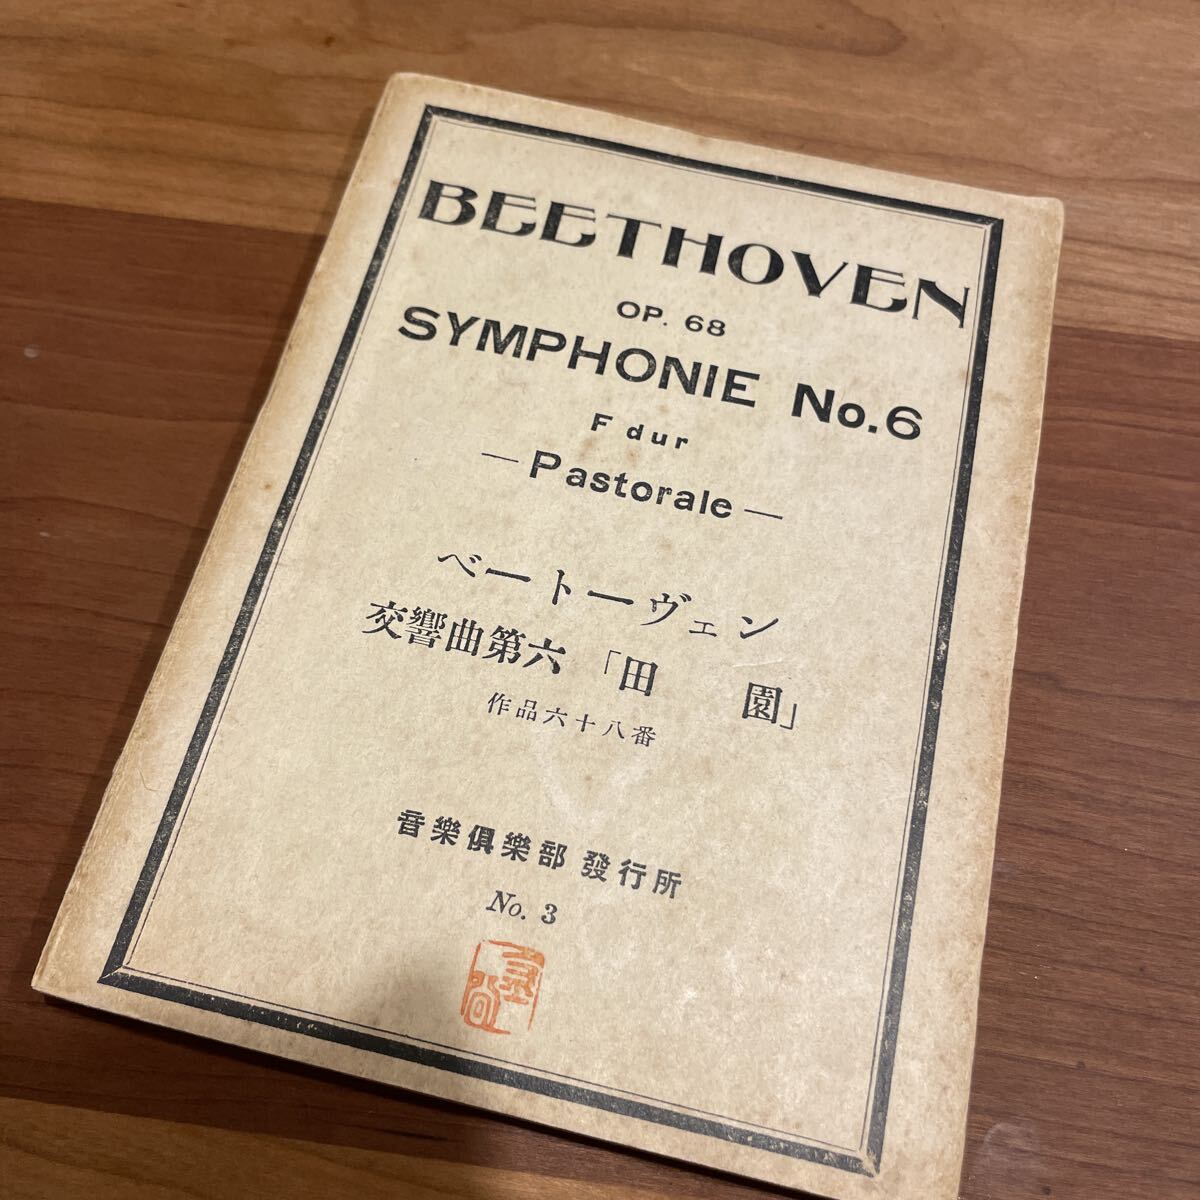 BEETHOVEN
OP. 68
SYMPHONIE No.6
F dur
— Pastorale —
ベートーヴェン
交響曲第六 「田　園」
作品六十八番
音樂俱樂部 發行所
No. 3